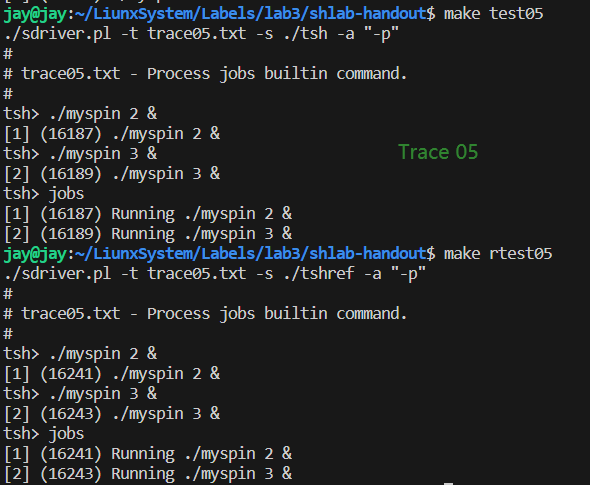 jay@jay:~/LiunxSystem/Labels/lab3/shlab-handout$ make test05
./sdriver.pl -t trace05.txt -s ./tsh -a "-p"
#
# trace05.txt - Process jobs builtin command.
#
tsh> ./myspin 2 &
[1] (16187) ./myspin 2 &
tsh> ./myspin 3 &
Trace 05
[2] (16189) ./myspin 3 &
tsh> jobs
[1] (16187) Running ./myspin 2 &
[2] (16189) Running ./myspin 3 &
jay@jay:~/LiunxSystem/Labels/lab3/shlab-handout$ make rtest05
./sdriver.pl -t trace05.txt -s ./tshref -a "-p"
#
# trace05.txt - Process jobs builtin command.
#
tsh> ./myspin 2 &
[1] (16241) ./myspin 2 &
tsh> ./myspin 3 &
[2] (16243) ./myspin 3 &
tsh> jobs
[1] (16241) Running ./myspin 2 &
[2] (16243) Running ./myspin 3 &